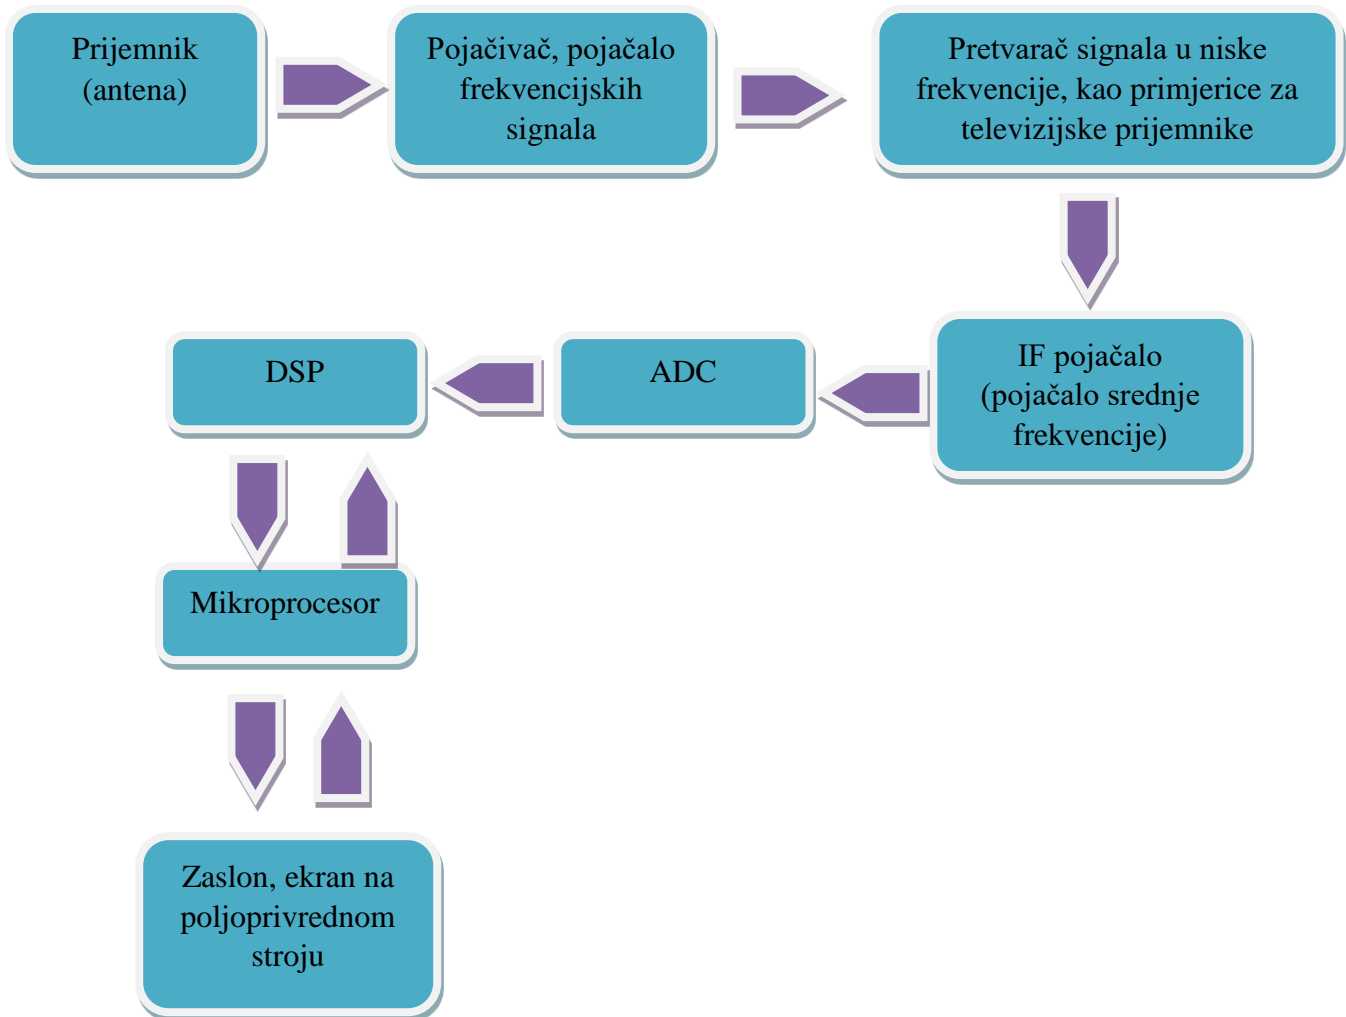 Prijemnik
(antena)
Pojačivač, pojačalo
frekvencijskih
signala
Pretvarač signala u niske
frekvencije, kao primjerice za
televizijske prijemnike
IF pojačalo
(pojačalo srednje
frekvencije)
ADC
DSP
Mikroprocesor
Zaslon, ekran na
poljoprivrednom
stroju